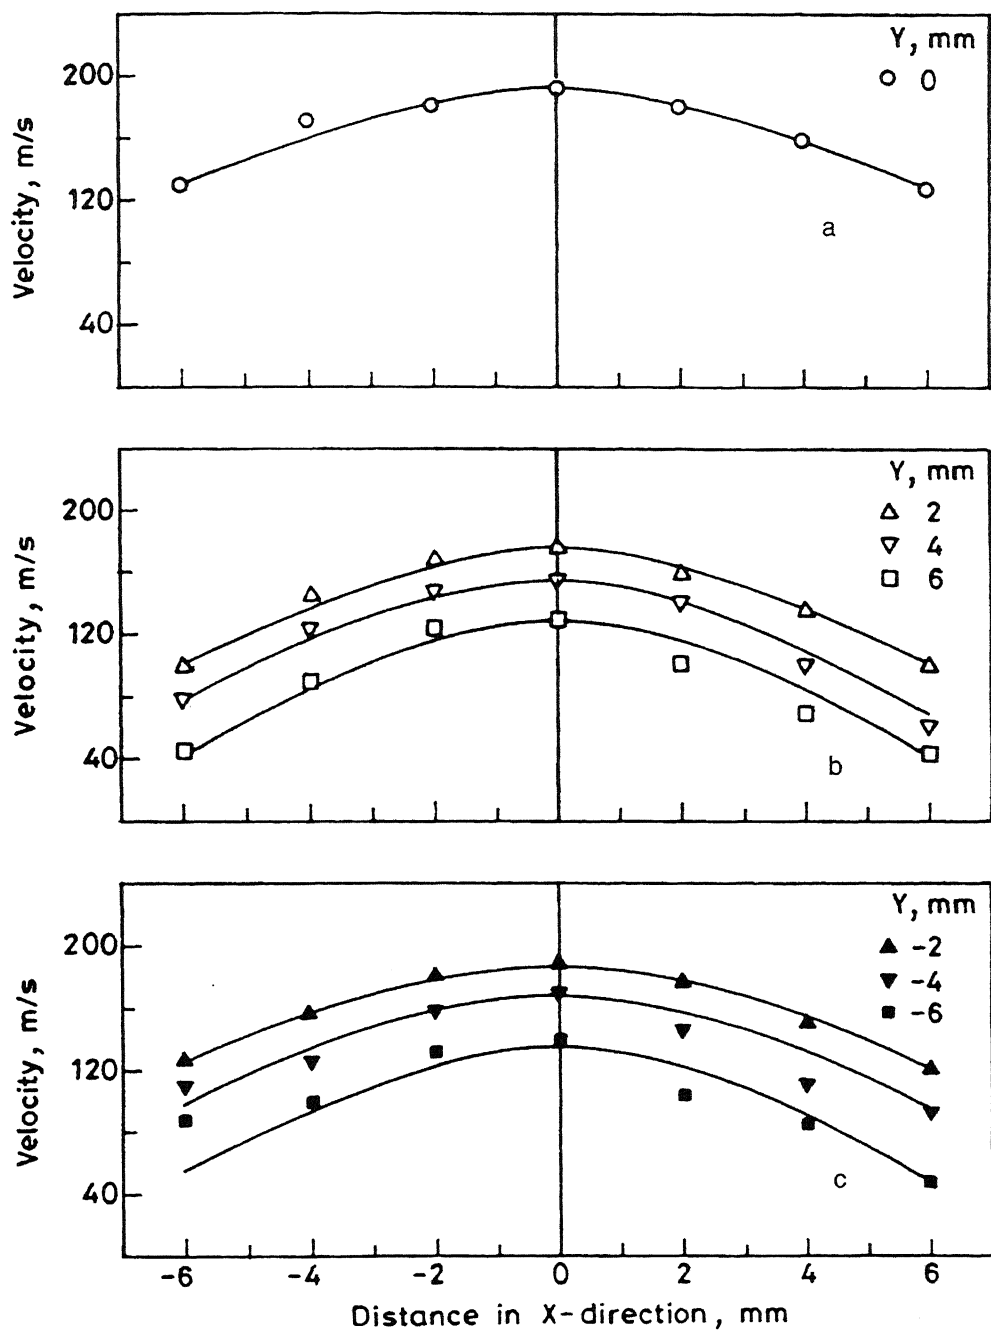 Y, mm
○ 0
200
120
40
Velocity, m/s
a
Y, mm
△ 2
▽ 4
□ 6
200
120
40
Velocity, m/s
b
Y, mm
▲ -2
▼ -4
■ -6
200
120
40
Velocity, m/s
c
-6 -4 -2 0 2 4 6
Distance in X-direction, mm